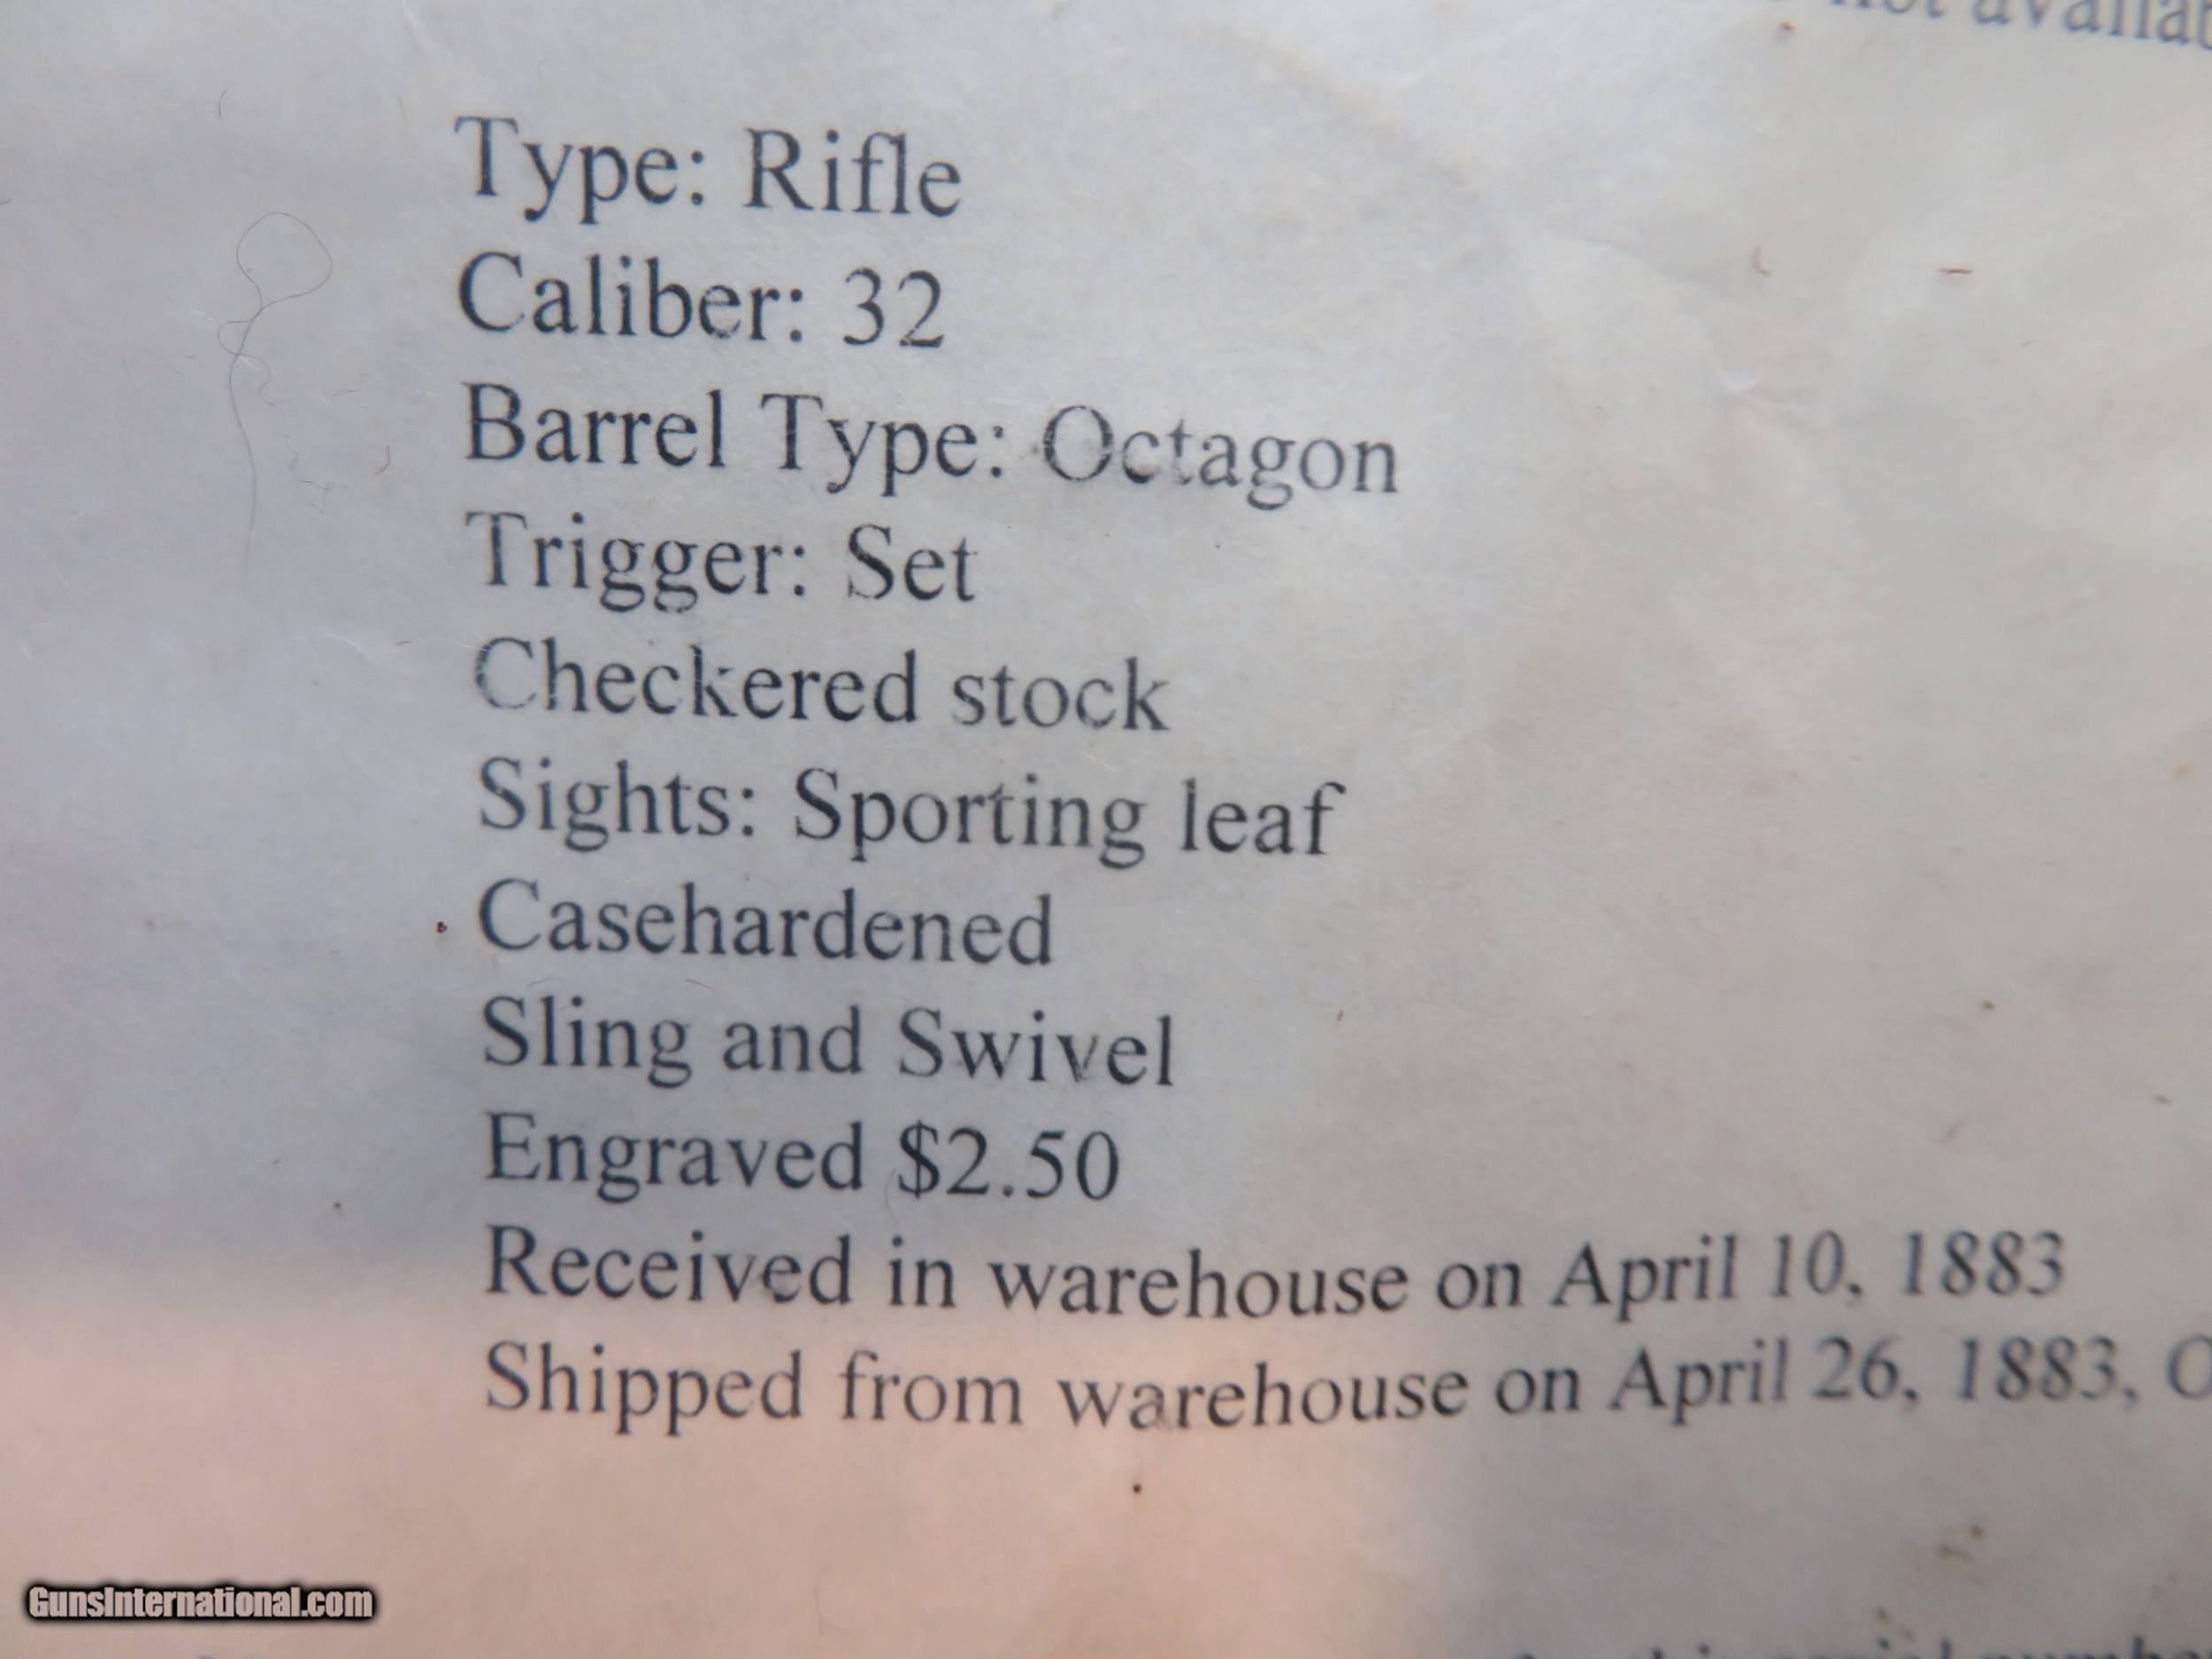 not
Type: Rifle
Caliber: 32
Barrel Type: Octagon
Trigger: Set
Checkered stock
Sights: Sporting leaf
Casehardened
Sling and Swivel
Engraved $2.50
Received in warehouse on April 10, 1883
Shipped from warehouse on April 26, 1883,
GunsInternational.com